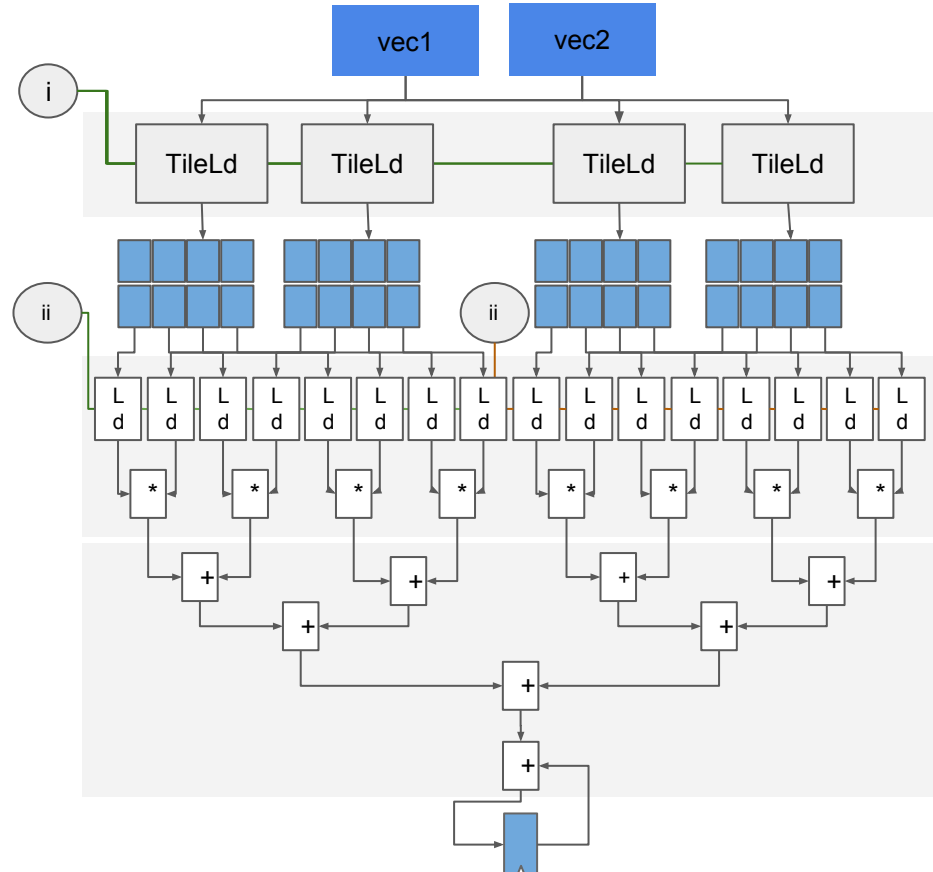 vec1 vec2
i
TileLd TileLd TileLd TileLd
ii ii
L L L L L L L L L L L L L L L L
d d d d d d d d d d d d d d d d
* * * * * * * *
+ + + +
+ +
+
+